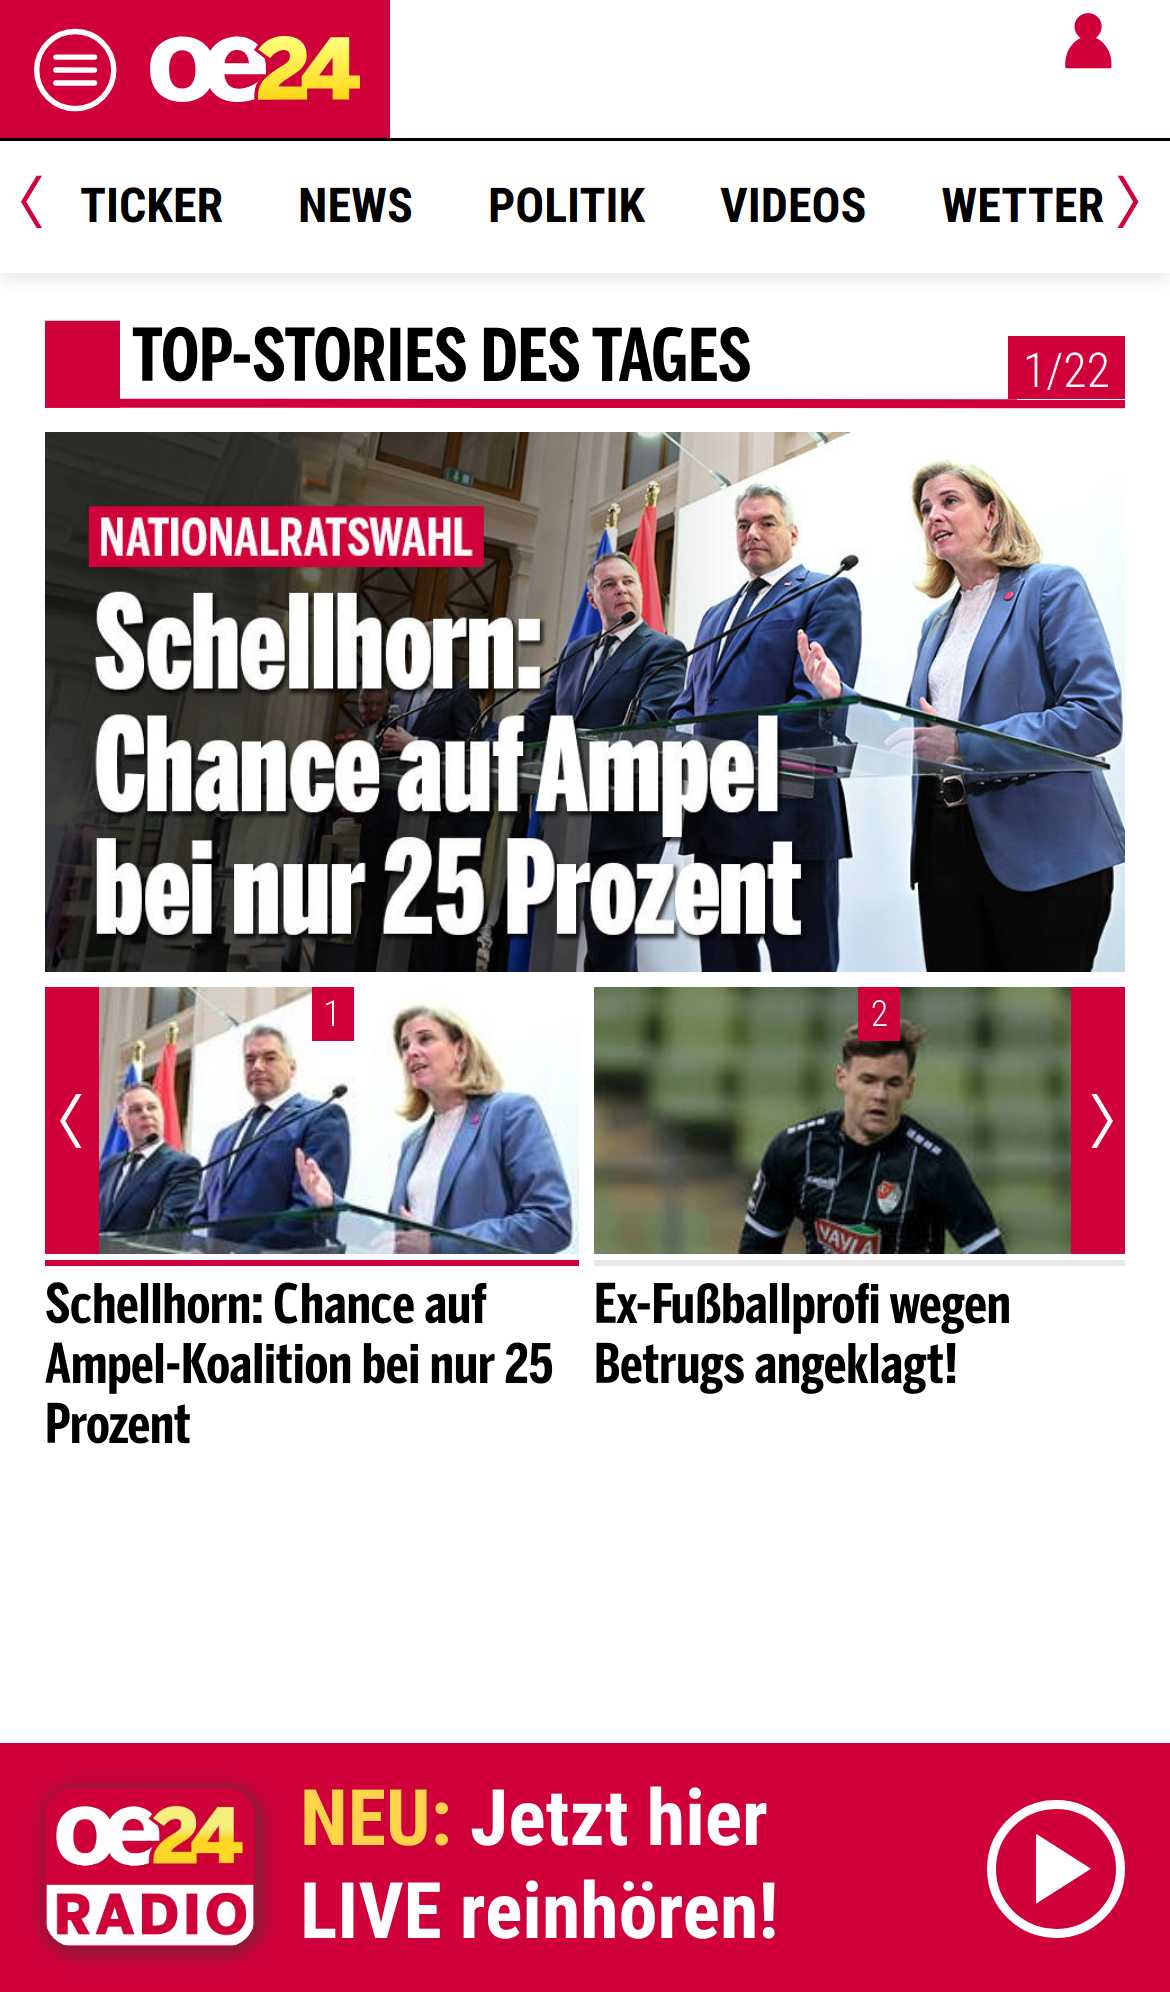 oe24
TICKER NEWS POLITIK VIDEOS WETTER
TOP-STORIES DES TAGES
1/22
NATIONALRATSWAHL
Schellhorn:
Chance auf Ampel
bei nur 25 Prozent
1
2
VAYLA
Schellhorn: Chance auf
Ampel-Koalition bei nur 25
Prozent
Ex-Fußballprofi wegen
Betrugs angeklagt!
oe24
RADIO
NEU: Jetzt hier
LIVE reinhören!